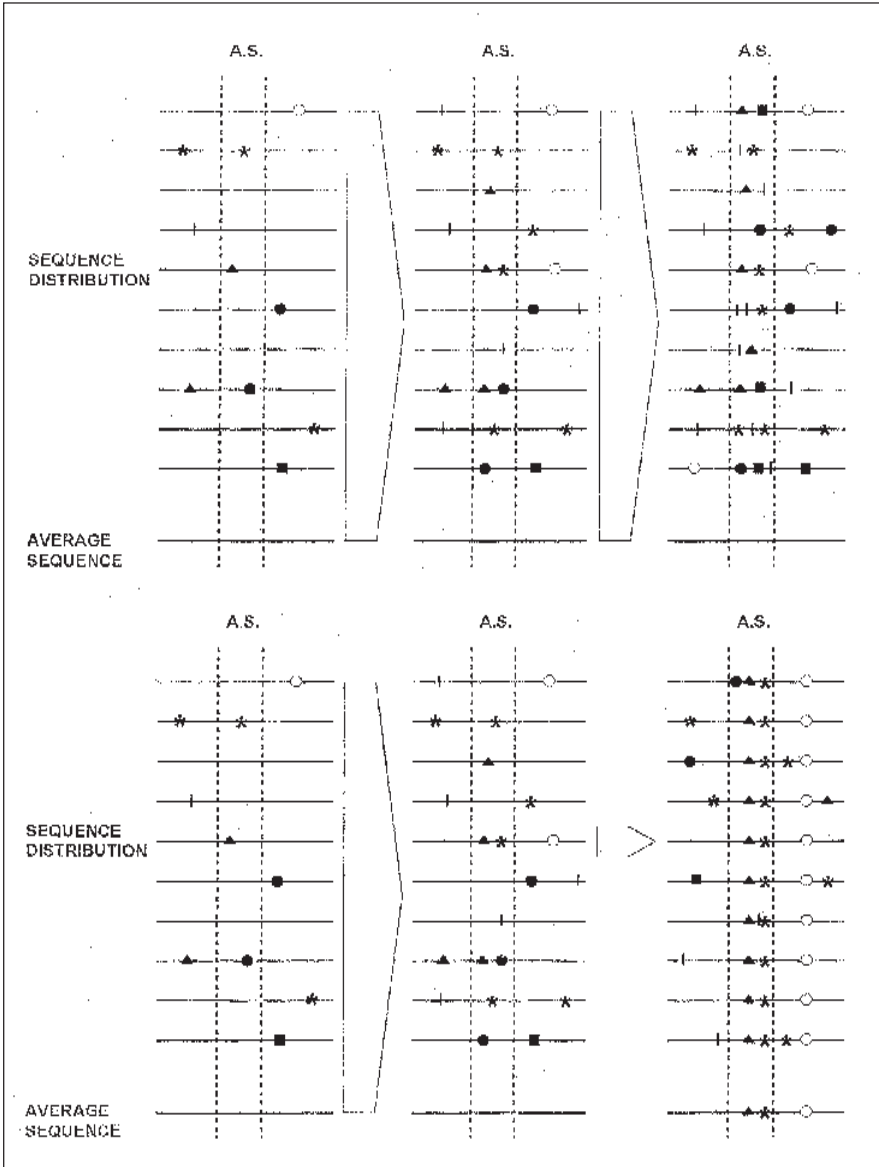 A.S. A.S. A.S.
SEQUENCE
DISTRIBUTION
AVERAGE
SEQUENCE
A.S. A.S. A.S.
SEQUENCE
DISTRIBUTION
AVERAGE
SEQUENCE